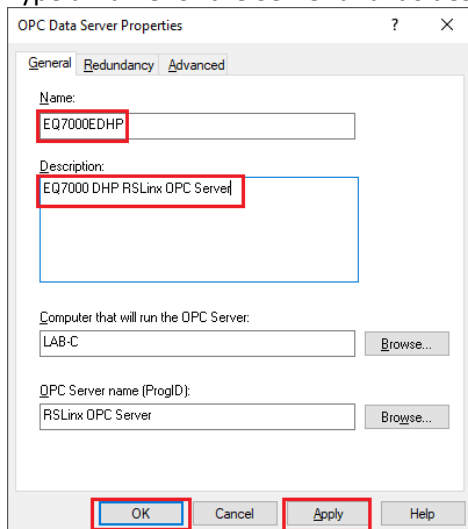 OPC Data Server Properties
General Redundancy Advanced
Name:
EQ7000EDHP
Description:
EQ7000 DHP RSLinx OPC Server
Computer that will run the OPC Server:
LAB-C
Browse...
OPC Server name (ProgID):
RSLinx OPC Server
Browse...
OK Cancel Apply Help